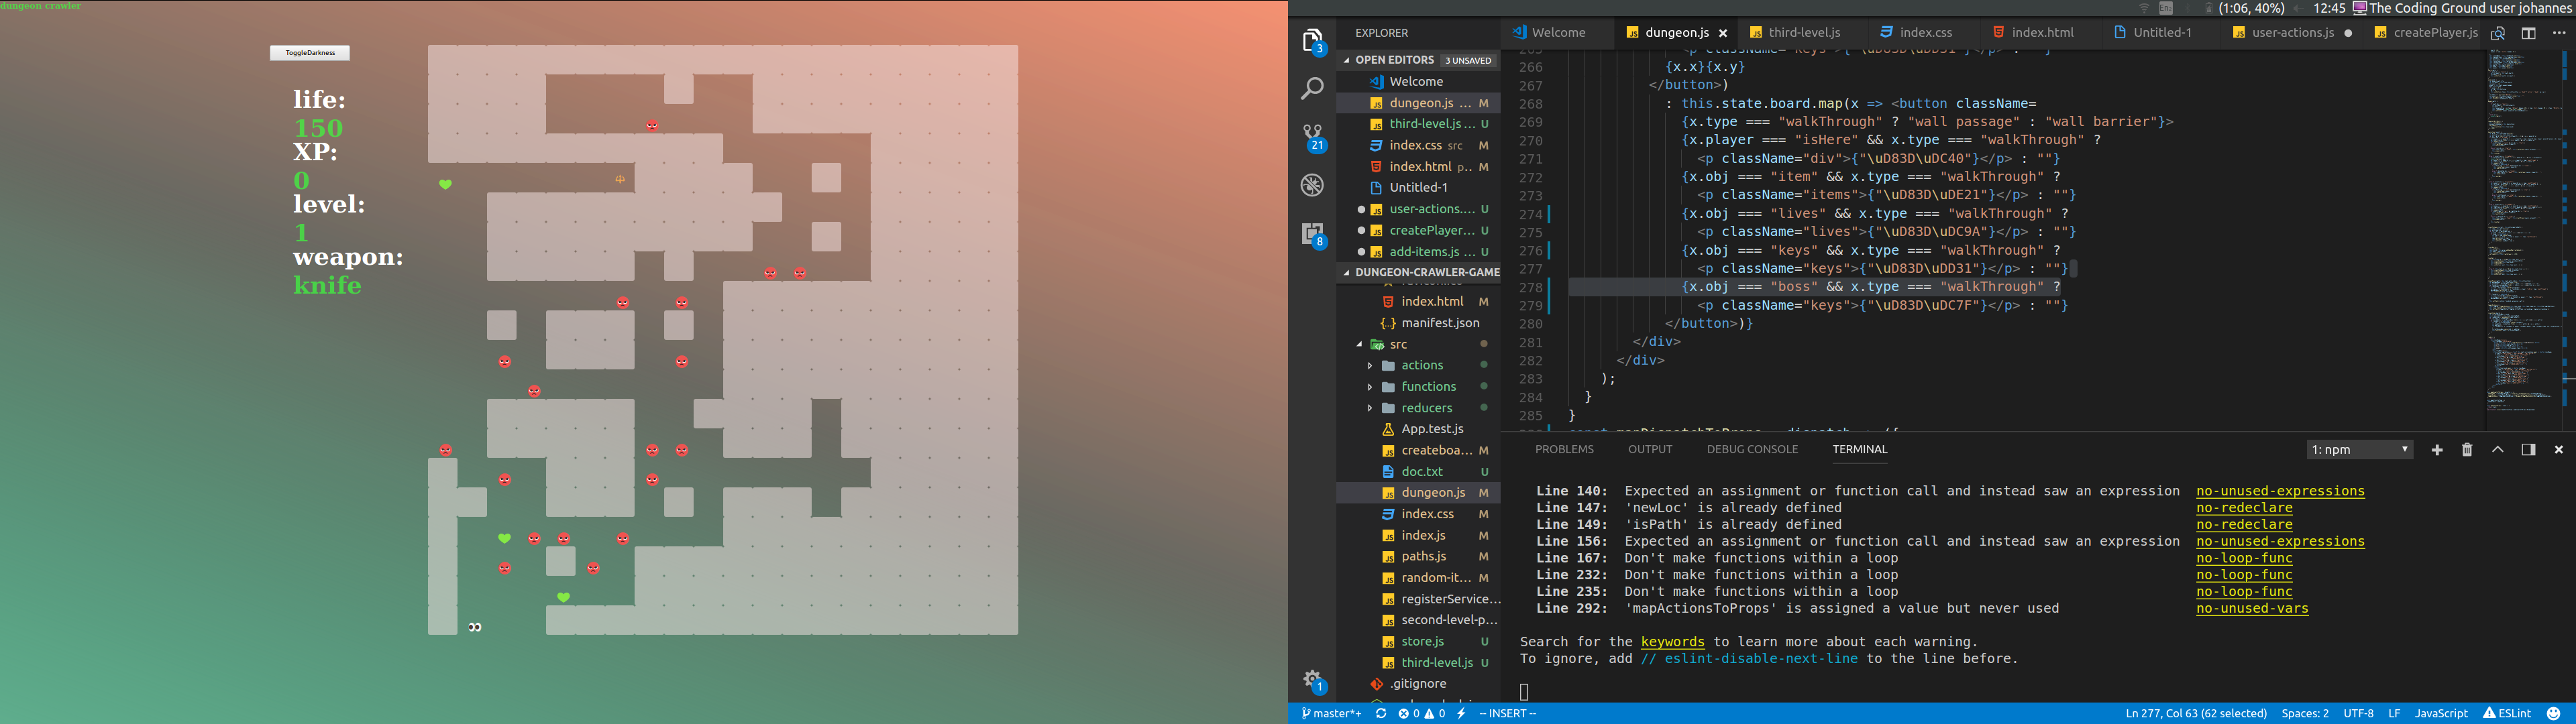 dungeon crawler
ToggleDarkness
life:
150
XP:
0
level:
1
weapon:
knife
(1:06, 40%) 12:45 The Coding Ground user johannes
EXPLORER
OPEN EDITORS 3 UNSAVED
Welcome
dungeon.js ... M
third-level.js ... U
index.css src M
index.html p... M
Untitled-1
user-actions.... U
createPlayer... U
add-items.js ... U
DUNGEON-CRAWLER-GAME
index.html M
manifest.json
src
actions
functions
reducers
App.test.js
createboa... M
doc.txt U
dungeon.js M
index.css M
index.js M
paths.js M
random-it... M
registerService...
second-level-p...
store.js U
third-level.js U
.gitignore
3
21
8
1
Welcome dungeon.js third-level.js index.css index.html Untitled-1 user-actions.js createPlayer.js
266 {x.x}{x.y}
267 </button>)
268 : this.state.board.map(x => <button className=
269 {x.type === "walkThrough" ? "wall passage" : "wall barrier"}>
270 {x.player === "isHere" && x.type === "walkThrough" ?
271 <p className="div">{"\uD83D\uDC40"}</p> : ""}
272 {x.obj === "item" && x.type === "walkThrough" ?
273 <p className="items">{"\uD83D\uDE21"}</p> : ""}
274 {x.obj === "lives" && x.type === "walkThrough" ?
275 <p className="lives">{"\uD83D\uDC9A"}</p> : ""}
276 {x.obj === "keys" && x.type === "walkThrough" ?
277 <p className="keys">{"\uD83D\uDD31"}</p> : ""}
278 {x.obj === "boss" && x.type === "walkThrough" ?
279 <p className="keys">{"\uD83D\uDC7F"}</p> : ""}
280 </button>)}
281 </div>
282 </div>
283 );
284 }
285 }
PROBLEMS OUTPUT DEBUG CONSOLE TERMINAL 1: npm
Line 140: Expected an assignment or function call and instead saw an expression no-unused-expressions
Line 147: 'newLoc' is already defined no-redeclare
Line 149: 'isPath' is already defined no-redeclare
Line 156: Expected an assignment or function call and instead saw an expression no-unused-expressions
Line 167: Don't make functions within a loop no-loop-func
Line 232: Don't make functions within a loop no-loop-func
Line 235: Don't make functions within a loop no-loop-func
Line 292: 'mapActionsToProps' is assigned a value but never used no-unused-vars
Search for the keywords to learn more about each warning.
To ignore, add // eslint-disable-next-line to the line before.
master*+ 0 0 -- INSERT -- Ln 277, Col 63 (62 selected) Spaces: 2 UTF-8 LF JavaScript ESLint